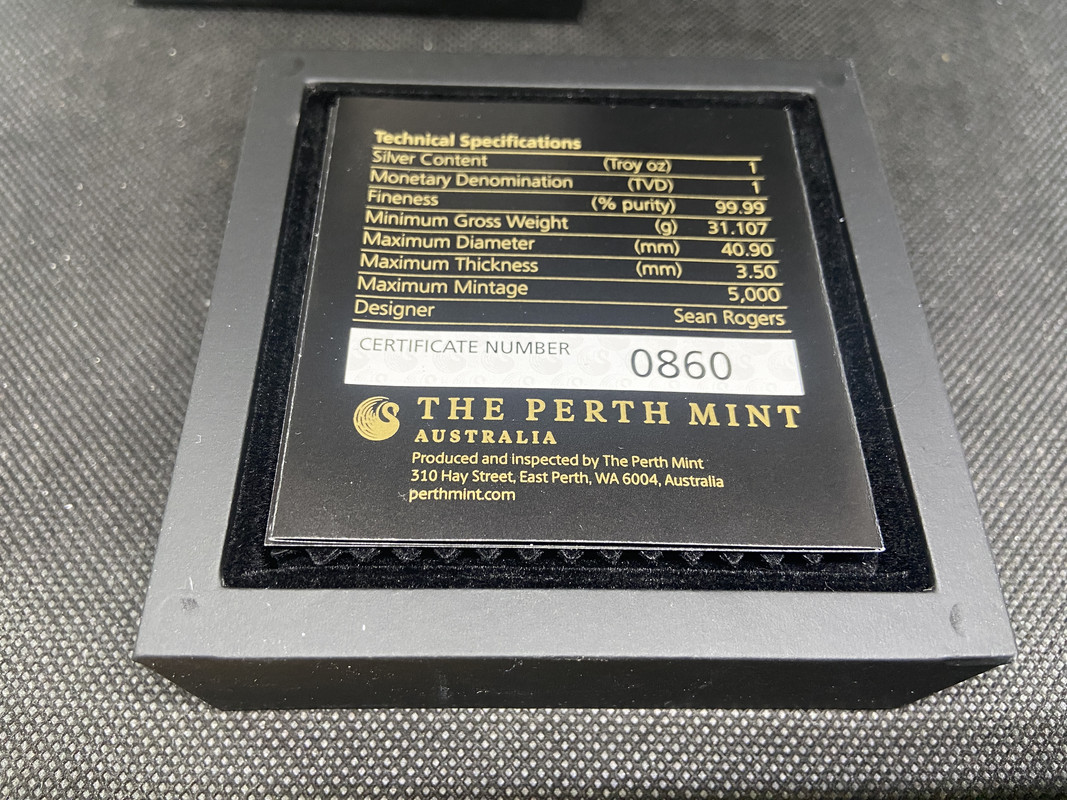 Technical Specifications
Silver Content (Troy oz) 1
Monetary Denomination (TVD) 1
Fineness (% purity) 99.99
Minimum Gross Weight (g) 31.107
Maximum Diameter (mm) 40.90
Maximum Thickness (mm) 3.50
Maximum Mintage 5,000
Designer Sean Rogers
CERTIFICATE NUMBER 0860
THE PERTH MINT
AUSTRALIA
Produced and inspected by The Perth Mint
310 Hay Street, East Perth, WA 6004, Australia
perthmint.com